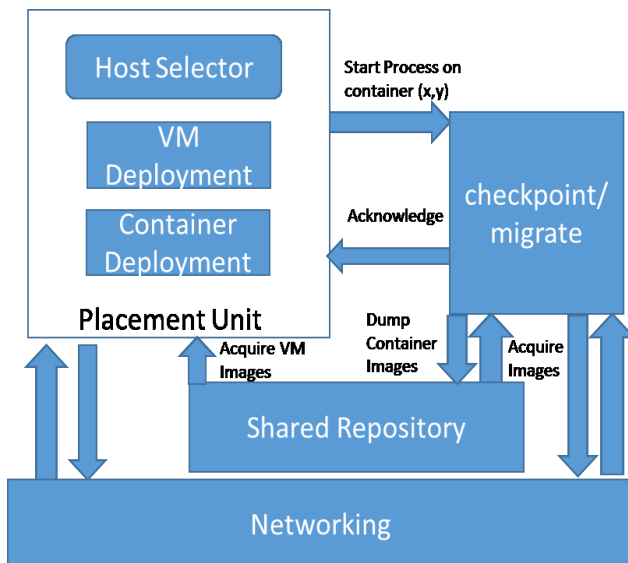 Host Selector
VM
Deployment
Container
Deployment
Placement Unit
Start Process on
container (x,y)
checkpoint/
migrate
Acknowledge
Acquire VM
Images
Dump
Container
Images
Acquire
Images
Shared Repository
Networking